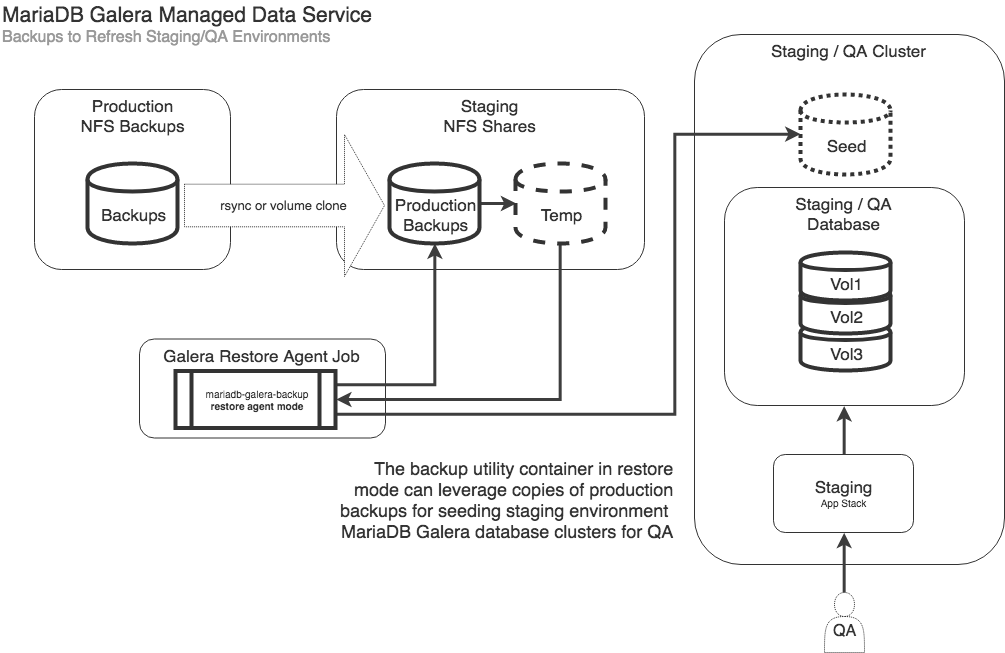 MariaDB Galera Managed Data Service
Backups to Refresh Staging/QA Environments
Production
NFS Backups
Backups
rsync or volume clone
Staging
NFS Shares
Production
Backups
Temp
Staging / QA Cluster
Seed
Staging / QA
Database
Vol1
Vol2
Vol3
Galera Restore Agent Job
mariadb-galera-backup
restore agent mode
The backup utility container in restore
mode can leverage copies of production
backups for seeding staging environment
MariaDB Galera database clusters for QA
Staging
App Stack
QA